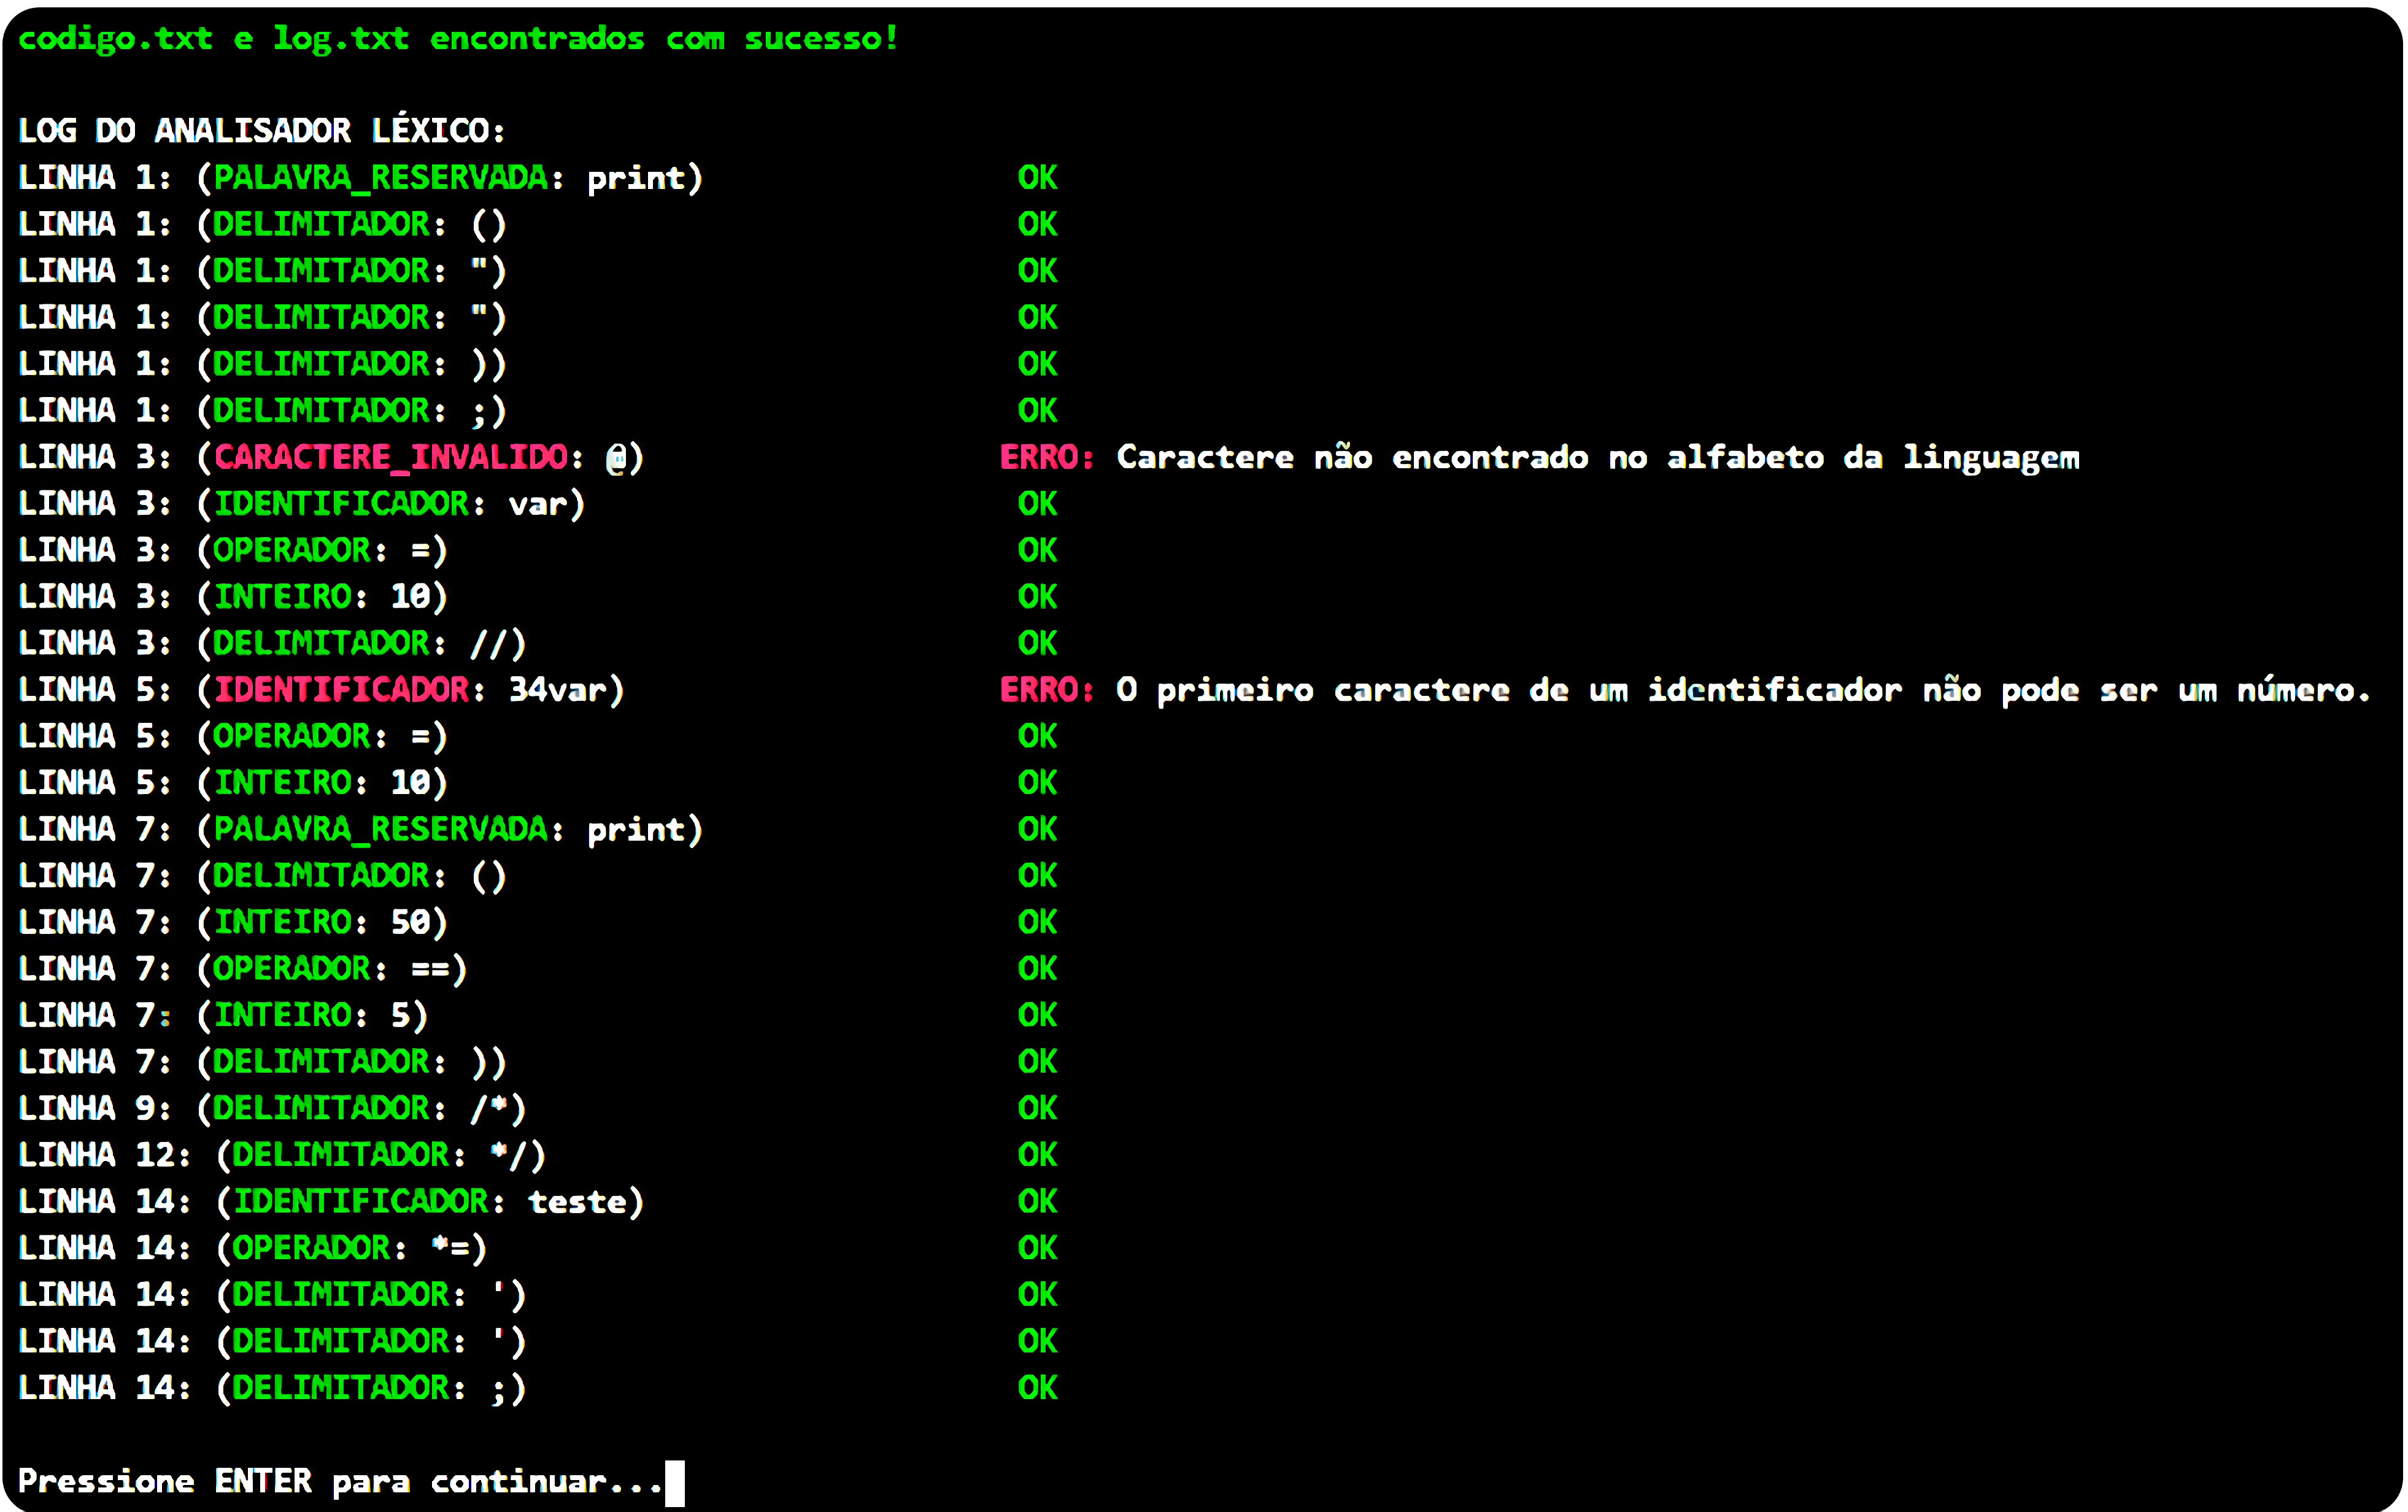 codigo.txt e log.txt encontrados com sucesso!
LOG DO ANALISADOR LÉXICO:
LINHA 1: (PALAVRA_RESERVADA: print) OK
LINHA 1: (DELIMITADOR: () OK
LINHA 1: (DELIMITADOR: ") OK
LINHA 1: (DELIMITADOR: ") OK
LINHA 1: (DELIMITADOR: )) OK
LINHA 1: (DELIMITADOR: ;) OK
LINHA 3: (CARACTERE_INVALIDO: @) ERRO: Caractere não encontrado no alfabeto da linguagem
LINHA 3: (IDENTIFICADOR: var) OK
LINHA 3: (OPERADOR: =) OK
LINHA 3: (INTEIRO: 10) OK
LINHA 3: (DELIMITADOR: //) OK
LINHA 5: (IDENTIFICADOR: 34var) ERRO: O primeiro caractere de um identificador não pode ser um número.
LINHA 5: (OPERADOR: =) OK
LINHA 5: (INTEIRO: 10) OK
LINHA 7: (PALAVRA_RESERVADA: print) OK
LINHA 7: (DELIMITADOR: () OK
LINHA 7: (INTEIRO: 50) OK
LINHA 7: (OPERADOR: ==) OK
LINHA 7: (INTEIRO: 5) OK
LINHA 7: (DELIMITADOR: )) OK
LINHA 9: (DELIMITADOR: /*) OK
LINHA 12: (DELIMITADOR: */) OK
LINHA 14: (IDENTIFICADOR: teste) OK
LINHA 14: (OPERADOR: *=) OK
LINHA 14: (DELIMITADOR: ') OK
LINHA 14: (DELIMITADOR: ') OK
LINHA 14: (DELIMITADOR: ;) OK
Pressione ENTER para continuar...